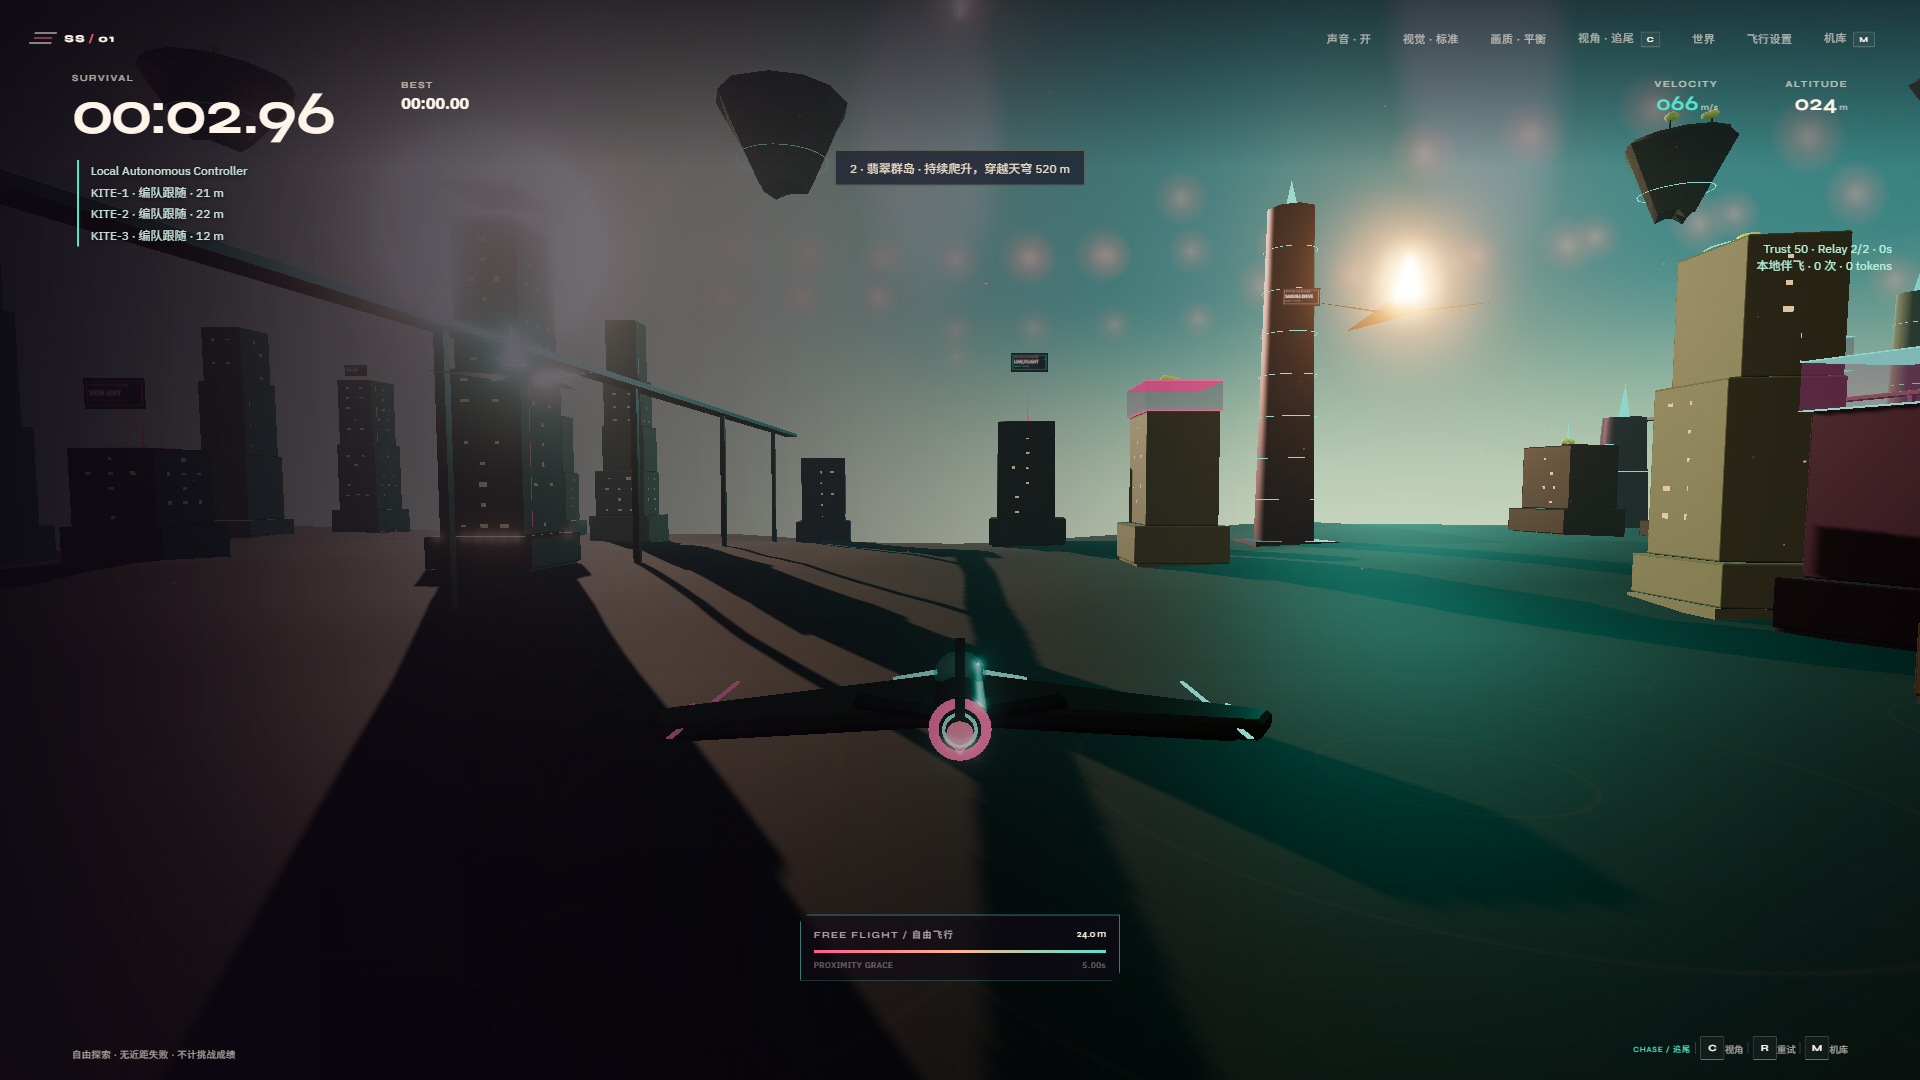 SS / 01
声音 · 开
视觉 · 标准
画质 · 平衡
视角 · 追尾 C
世界
飞行设置
机库 M
SURVIVAL
00:02.96
BEST
00:00.00
VELOCITY
066 m/s
ALTITUDE
024 m
Local Autonomous Controller
KITE-1 · 编队跟随 · 21 m
KITE-2 · 编队跟随 · 22 m
KITE-3 · 编队跟随 · 12 m
2 · 翡翠群岛 · 持续爬升，穿越天穹 520 m
Trust 50 · Relay 2/2 · 0s
本地伴飞 · 0 次 · 0 tokens
FREE FLIGHT / 自由飞行
24.0 m
PROXIMITY GRACE
5.00s
自由探索 · 无近距失败 · 不计挑战成绩
CHASE / 追尾
C 视角
R 重试
M 机库